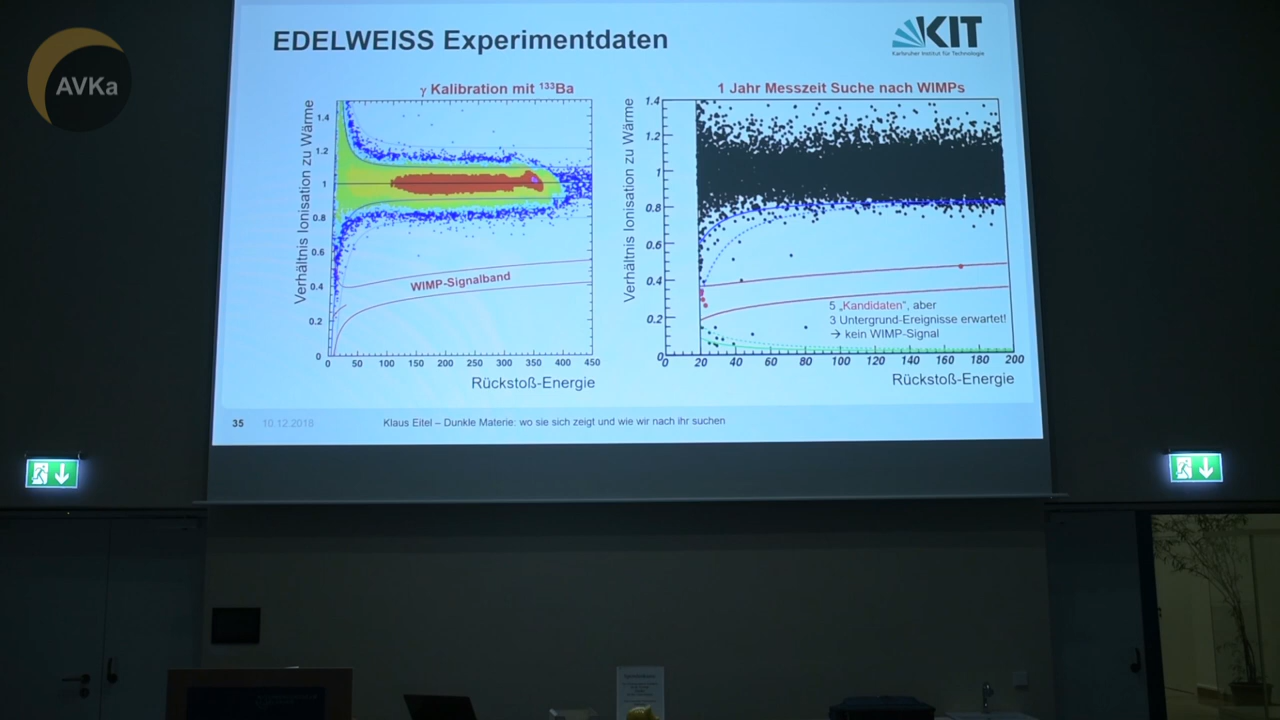 AVKa
EDELWEISS Experimentdaten
KIT
Karlsruher Institut für Technologie
γ Kalibration mit ¹³³Ba
Verhältnis Ionisation zu Wärme
1.4
1.2
1
0.8
0.6
0.4
0.2
0
WIMP-Signalband
0 50 100 150 200 250 300 350 400 450
Rückstoß-Energie
1 Jahr Messzeit Suche nach WIMPs
Verhältnis Ionisation zu Wärme
1.4
1.2
1
0.8
0.6
0.4
0.2
0
5 „Kandidaten“, aber
3 Untergrund-Ereignisse erwartet!
→ kein WIMP-Signal
0 20 40 60 80 100 120 140 160 180 200
Rückstoß-Energie
35 10.12.2018 Klaus Eitel – Dunkle Materie: wo sie sich zeigt und wie wir nach ihr suchen